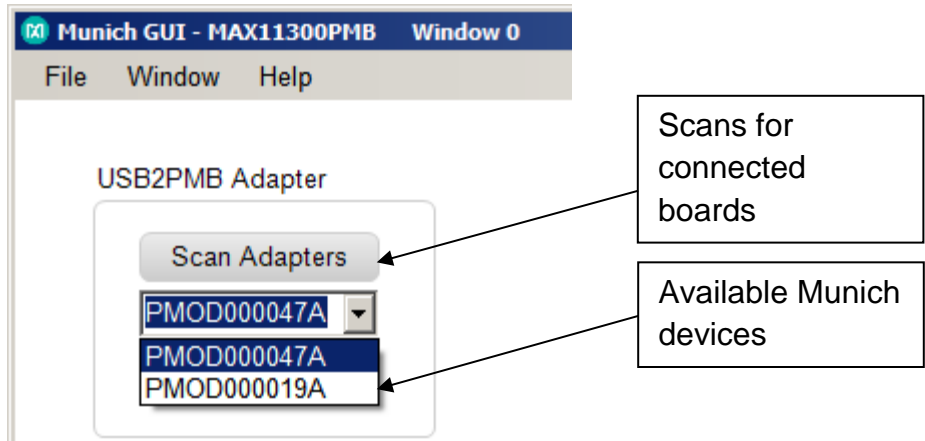 Munich GUI - MAX11300PMB Window 0
File Window Help
USB2PMB Adapter
Scan Adapters
PMOD000047A
PMOD000047A
PMOD000019A
Scans for
connected
boards
Available Munich
devices